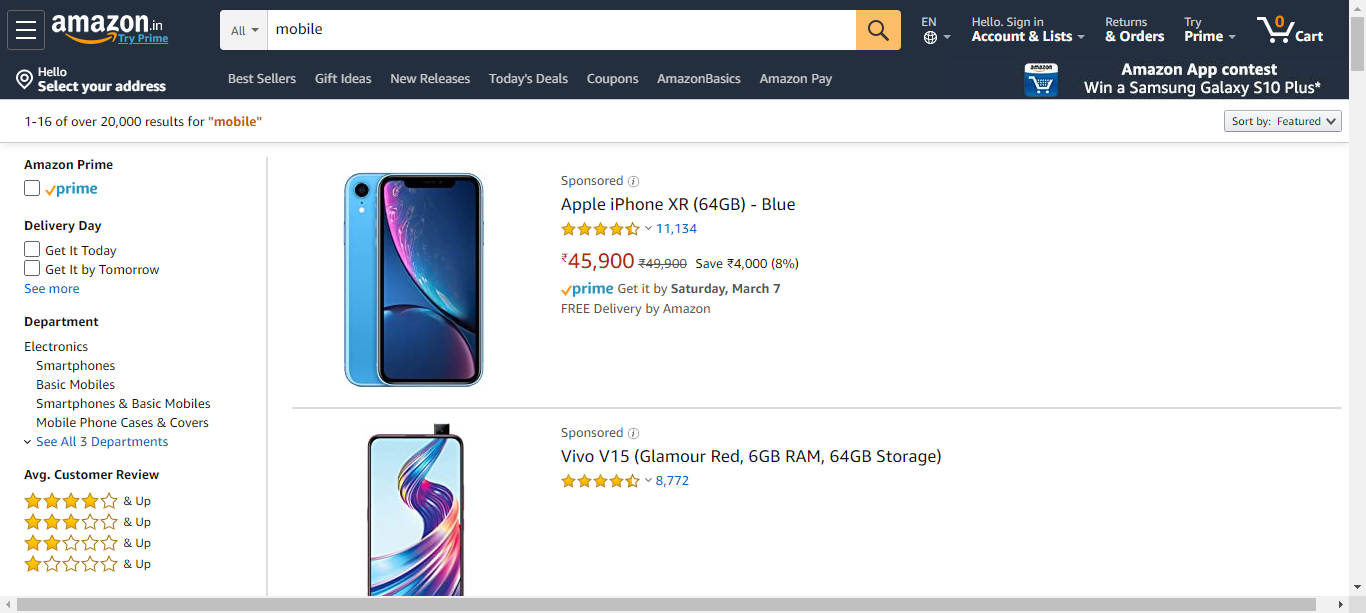 amazon.in
Try Prime
All
mobile
EN
Hello. Sign in
Account & Lists
Returns
& Orders
Try
Prime
0
Cart
Hello
Select your address
Best Sellers
Gift Ideas
New Releases
Today's Deals
Coupons
AmazonBasics
Amazon Pay
amazon
Amazon App contest
Win a Samsung Galaxy S10 Plus*
1-16 of over 20,000 results for "mobile"
Sort by: Featured
Amazon Prime
prime
Delivery Day
Get It Today
Get It by Tomorrow
See more
Department
Electronics
Smartphones
Basic Mobiles
Smartphones & Basic Mobiles
Mobile Phone Cases & Covers
See All 3 Departments
Avg. Customer Review
& Up
& Up
& Up
& Up
Sponsored
Apple iPhone XR (64GB) - Blue
11,134
₹45,900 ₹49,900 Save ₹4,000 (8%)
prime Get it by Saturday, March 7
FREE Delivery by Amazon
Sponsored
Vivo V15 (Glamour Red, 6GB RAM, 64GB Storage)
8,772